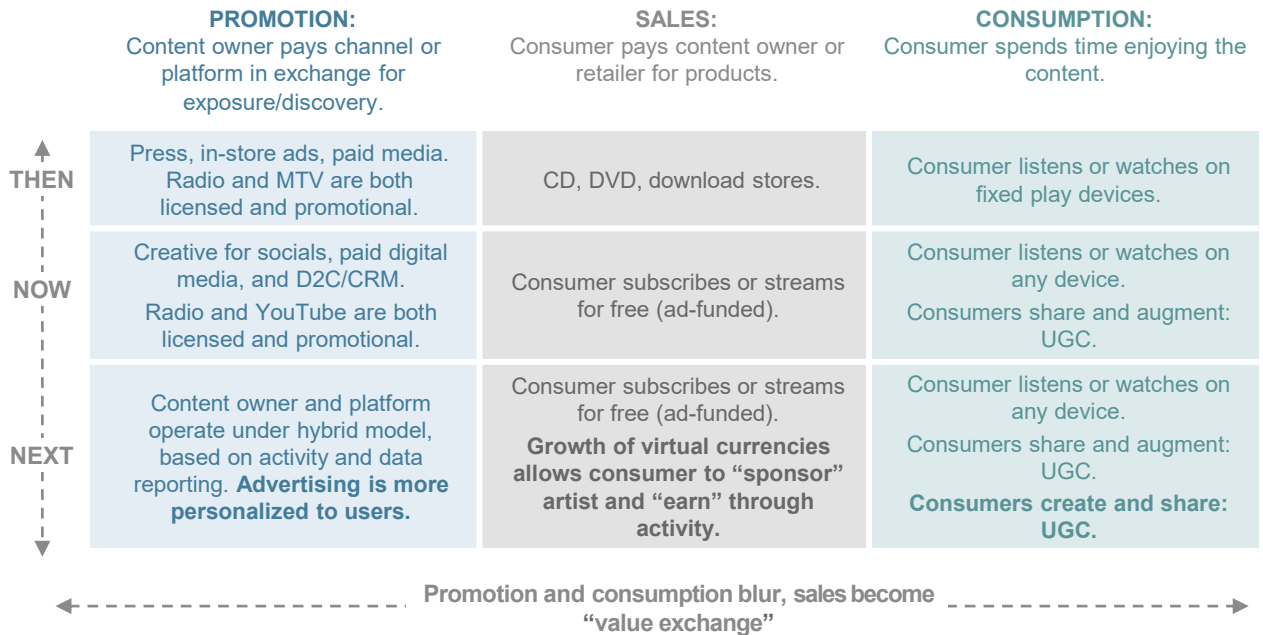 PROMOTION:
Content owner pays channel or
platform in exchange for
exposure/discovery.
SALES:
Consumer pays content owner or
retailer for products.
CONSUMPTION:
Consumer spends time enjoying the
content.
THEN
Press, in-store ads, paid media.
Radio and MTV are both
licensed and promotional.
CD, DVD, download stores.
Consumer listens or watches on
fixed play devices.
NOW
Creative for socials, paid digital
media, and D2C/CRM.
Radio and YouTube are both
licensed and promotional.
Consumer subscribes or streams
for free (ad-funded).
Consumer listens or watches on
any device.
Consumers share and augment:
UGC.
NEXT
Content owner and platform
operate under hybrid model,
based on activity and data
reporting. Advertising is more
personalized to users.
Consumer subscribes or streams
for free (ad-funded).
Growth of virtual currencies
allows consumer to “sponsor”
artist and “earn” through
activity.
Consumer listens or watches on
any device.
Consumers share and augment:
UGC.
Consumers create and share:
UGC.
Promotion and consumption blur, sales become
“value exchange”